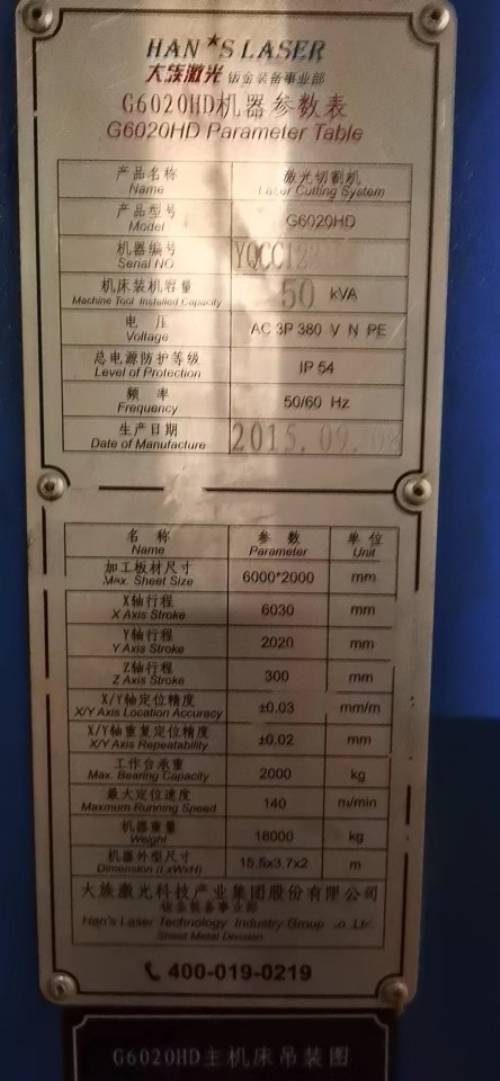 HAN★S LASER
大族激光 钣金装备事业部
G6020HD机器参数表
G6020HD Parameter Table
产品名称 激光切割机
Name Laser Cutting System
产品型号
Model G6020HD
机器编号
Serial NO YQCC12
机床装机容量
Machine Tool Installed Capacity 50 kVA
电 压
Voltage AC 3P 380 V N PE
总电源防护等级
Level of Protection IP 54
频 率
Frequency 50/60 Hz
生产日期
Date of Manufacture 2015.09.
名 称 参 数 单 位
Name Parameter Unit
加工板材尺寸
Max. Sheet Size 6000*2000 mm
X轴行程
X Axis Stroke 6030 mm
Y轴行程
Y Axis Stroke 2020 mm
Z轴行程
Z Axis Stroke 300 mm
X/Y轴定位精度
X/Y Axis Location Accuracy ±0.03 mm/m
X/Y轴重复定位精度
X/Y Axis Repeatability ±0.02 mm
工作台承重
Max. Bearing Capacity 2000 kg
最大定位速度
Maxmum Running Speed 140 m/min
机器重量
Weight 18000 kg
机器外型尺寸
Dimension (LxWxH) 15.5x3.7x2 m
大族激光科技产业集团股份有限公司
钣金装备事业部
Han's Laser Technology Industry Group Co.,Ltd.
Sheet Metal Division
400-019-0219
G6020HD主机床吊装图